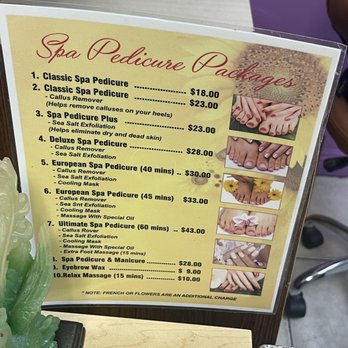 Spa Pedicure Packages
1. Classic Spa Pedicure .................... $18.00
2. Classic Spa Pedicure .................... $23.00
- Callus Remover
(Helps remove calluses on your heels)
3. Spa Pedicure Plus .................... $23.00
- Sea Salt Exfoliation
(Helps eliminate dry and dead skin)
4. Deluxe Spa Pedicure .................... $28.00
- Callus Remover
- Sea Salt Exfoliation
5. European Spa Pedicure (40 mins) .. $30.00
- Callus Remover
- Sea Salt Exfoliation
- Cooling Mask
6. European Spa Pedicure (45 mins) $33.00
- Callus Remover
- Sea Snt Exfoliation
- Cooling Mask
- Massage With Special Oil
7. Ultimate Spa Pedicure (60 mins) .. $43.00
- Callus Rover
- Sea Salt Exfoliation
- Cooling Mask
- Massage With Special Oil
- Extra Foot Massage (15 mins)
8. Spa Pedicure & Manicure .......... $28.00
9. Eyebrow Wax .................... $ 9.00
10.Relax Massage (15 mins) .......... $10.00
*NOTE: FRENCH OR FLOWERS ARE AN ADDITIONAL CHARGE